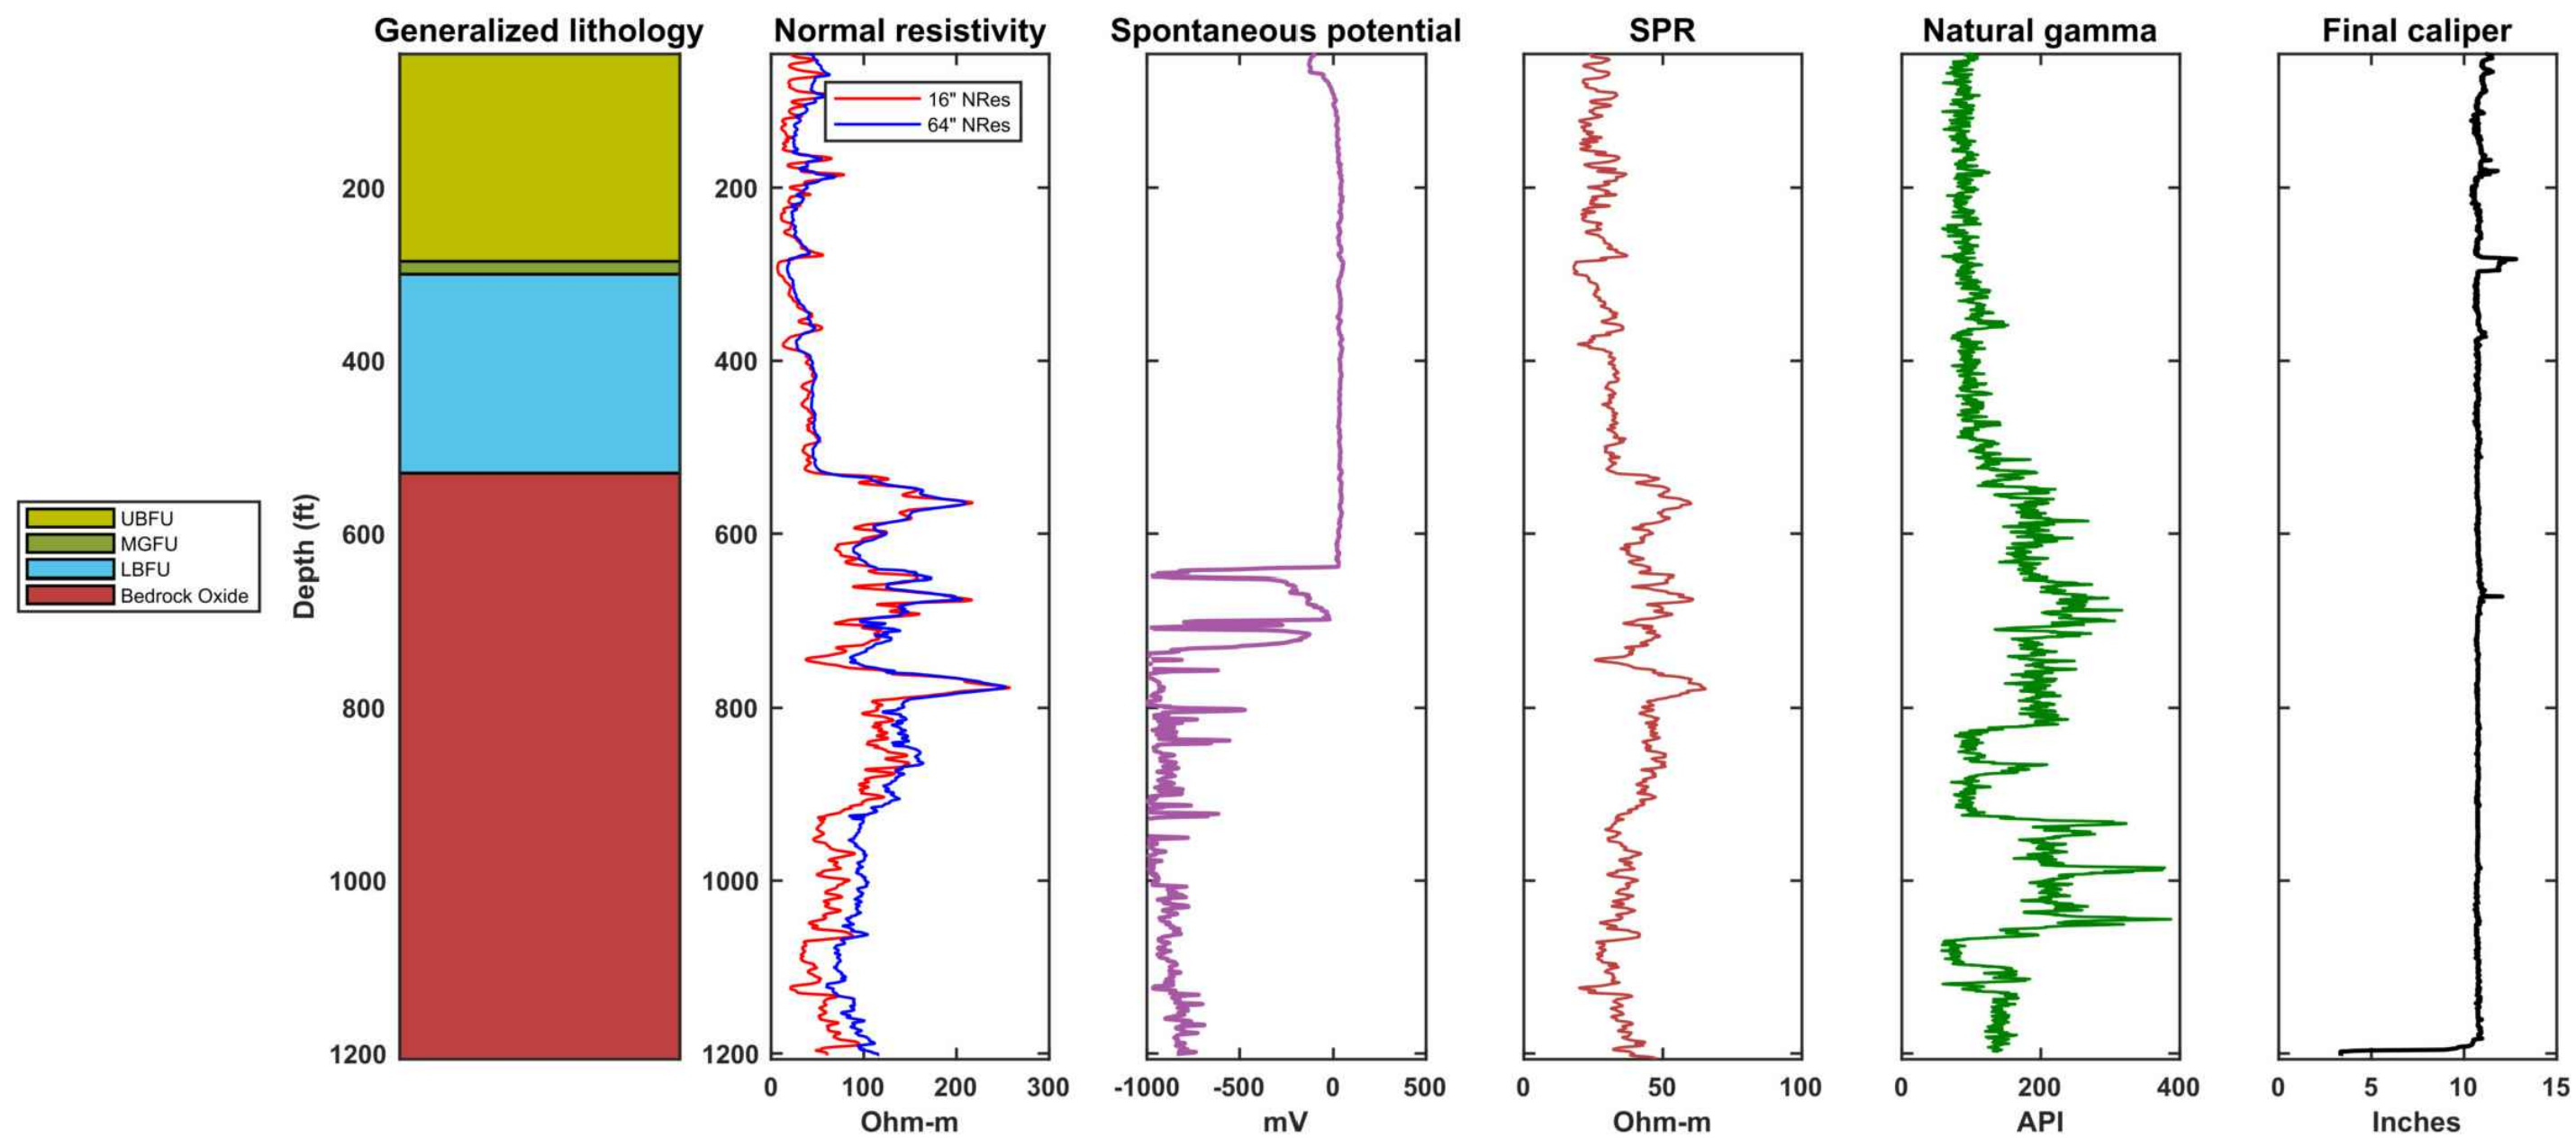 Generalized lithology
Normal resistivity
Spontaneous potential
SPR
Natural gamma
Final caliper
16" NRes
64" NRes
UBFU
MGFU
LBFU
Bedrock Oxide
Depth (ft)
200
400
600
800
1000
1200
200
400
600
800
1000
1200
0 100 200 300
Ohm-m
-1000 -500 0 500
mV
0 50 100
Ohm-m
0 200 400
API
0 5 10 15
Inches